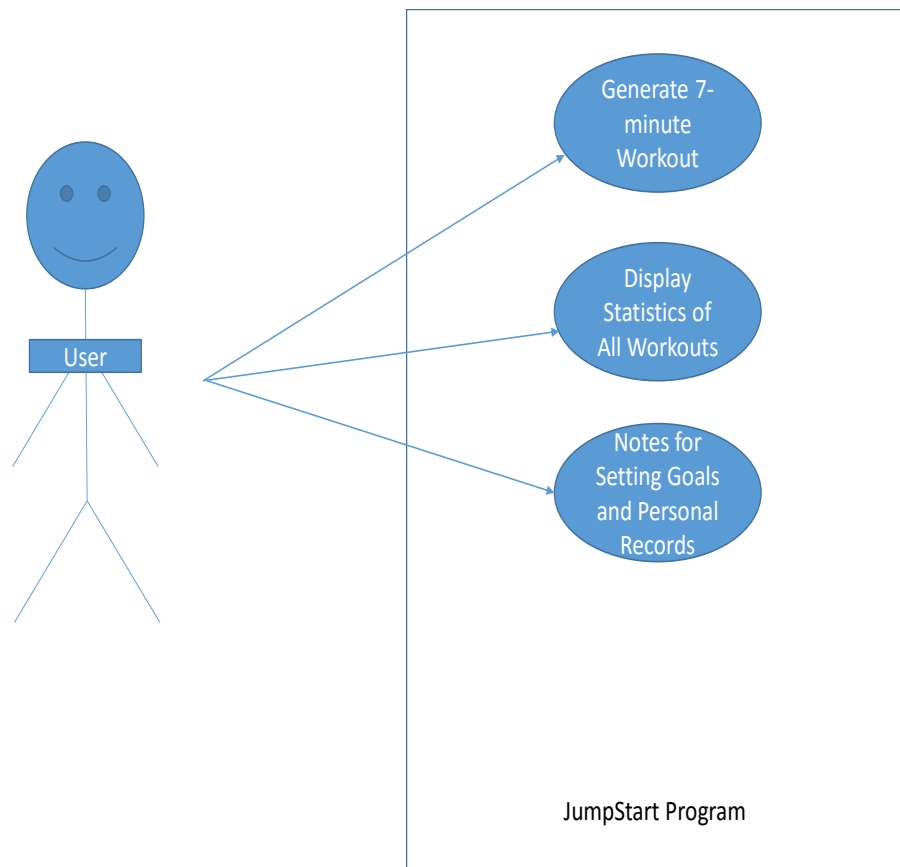 Generate 7-
minute
Workout
User
Display
Statistics of
All Workouts
Notes for
Setting Goals
and Personal
Records
JumpStart Program